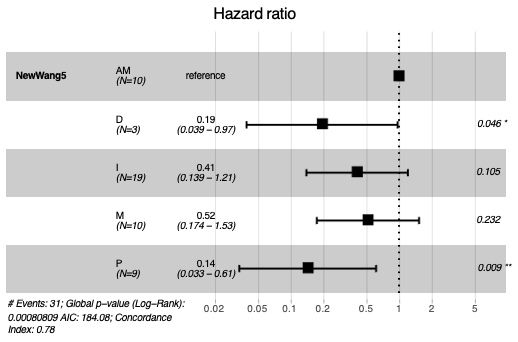 Hazard ratio
NewWang5
AM
(N=10)
reference
D
(N=3)
0.19
(0.039 – 0.97)
0.046 *
I
(N=19)
0.41
(0.139 – 1.21)
0.105
M
(N=10)
0.52
(0.174 – 1.53)
0.232
P
(N=9)
0.14
(0.033 – 0.61)
0.009 **
# Events: 31; Global p−value (Log−Rank):
0.00080809 AIC: 184.08; Concordance
Index: 0.78
0.02 0.05 0.1 0.2 0.5 1 2 5